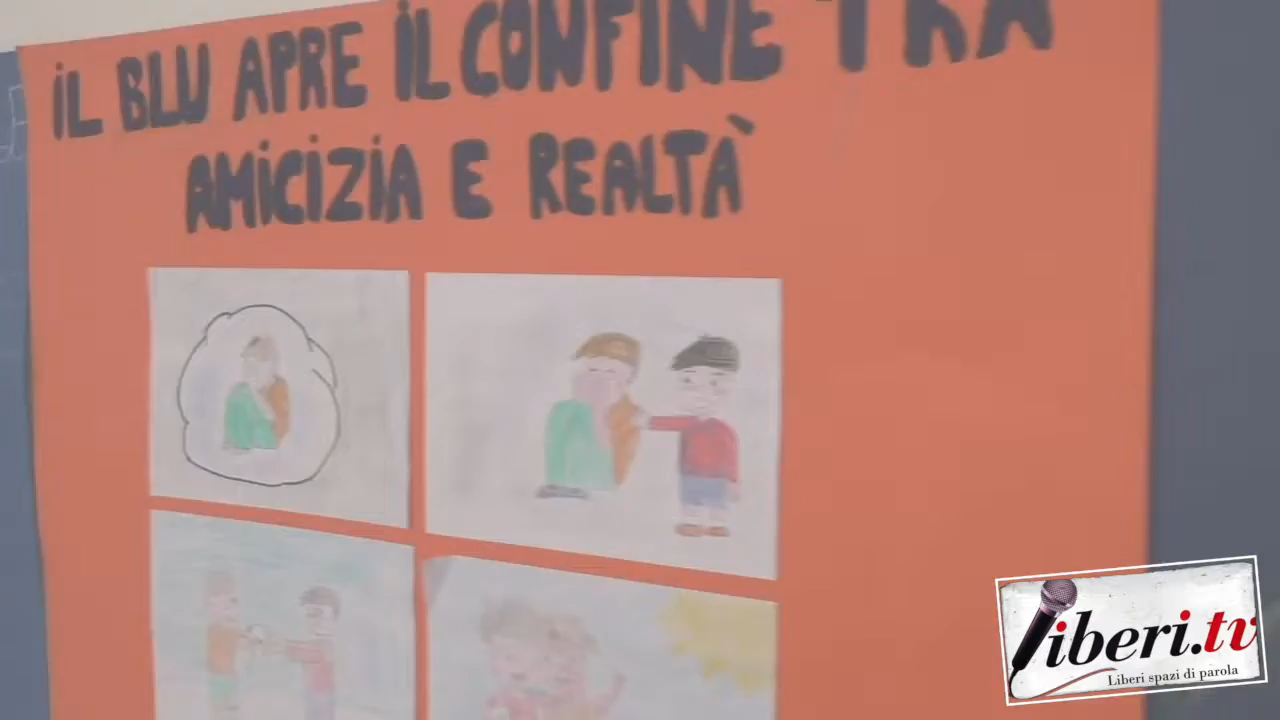 IL BLU APRE IL CONFINE TRA
AMICIZIA E REALTÀ
liberi.tv
Liberi spazi di parola